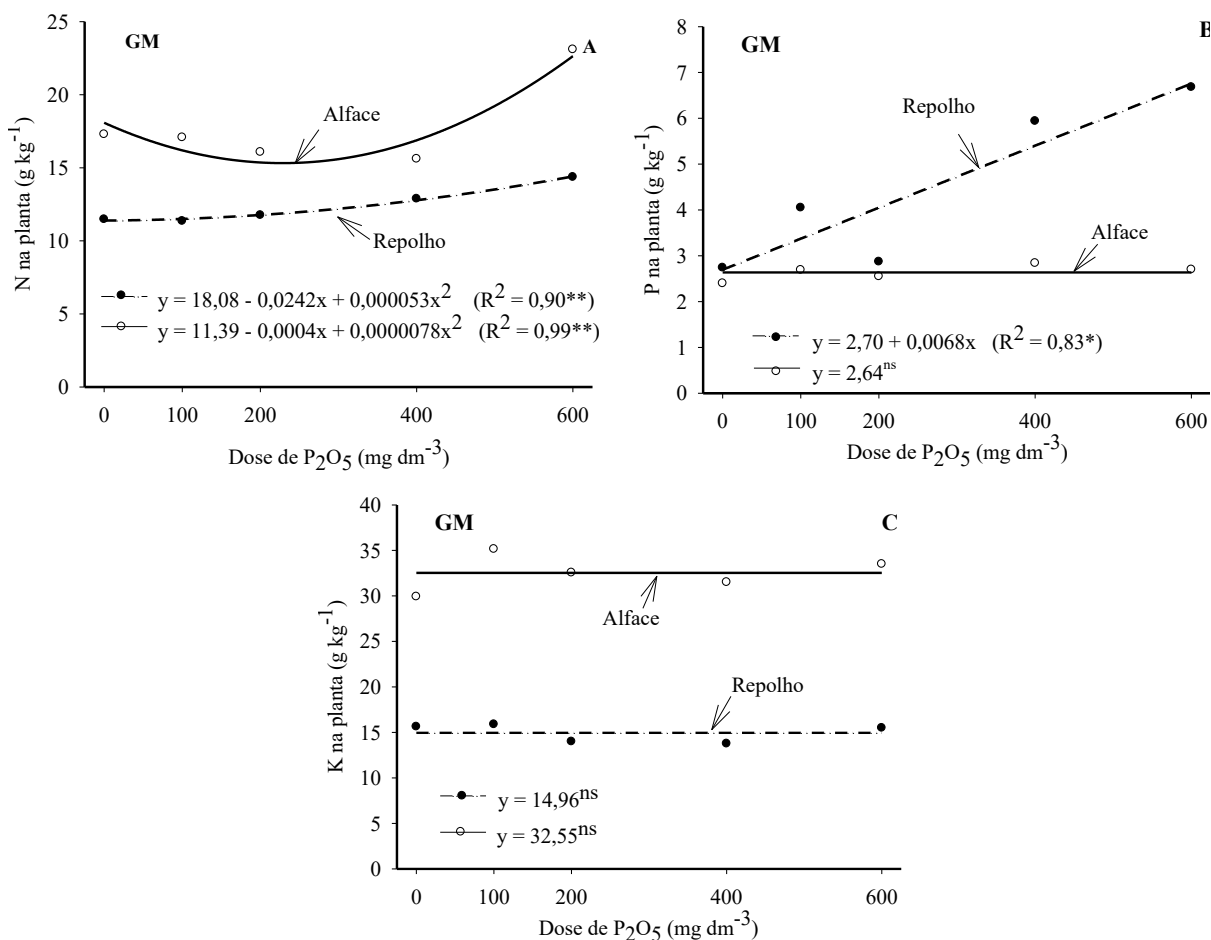 GM
A
N na planta (g kg⁻¹)
25
20
15
10
5
0
Alface
Repolho
y = 18,08 - 0,0242x + 0,000053x² (R² = 0,90**)
y = 11,39 - 0,0004x + 0,0000078x² (R² = 0,99**)
0 100 200 400 600
Dose de P₂O₅ (mg dm⁻³)
GM
B
P na planta (g kg⁻¹)
8
7
6
5
4
3
2
1
0
Repolho
Alface
y = 2,70 + 0,0068x (R² = 0,83*)
y = 2,64ⁿˢ
0 100 200 400 600
Dose de P₂O₅ (mg dm⁻³)
GM
C
K na planta (g kg⁻¹)
40
35
30
25
20
15
10
5
0
Alface
Repolho
y = 14,96ⁿˢ
y = 32,55ⁿˢ
0 100 200 400 600
Dose de P₂O₅ (mg dm⁻³)